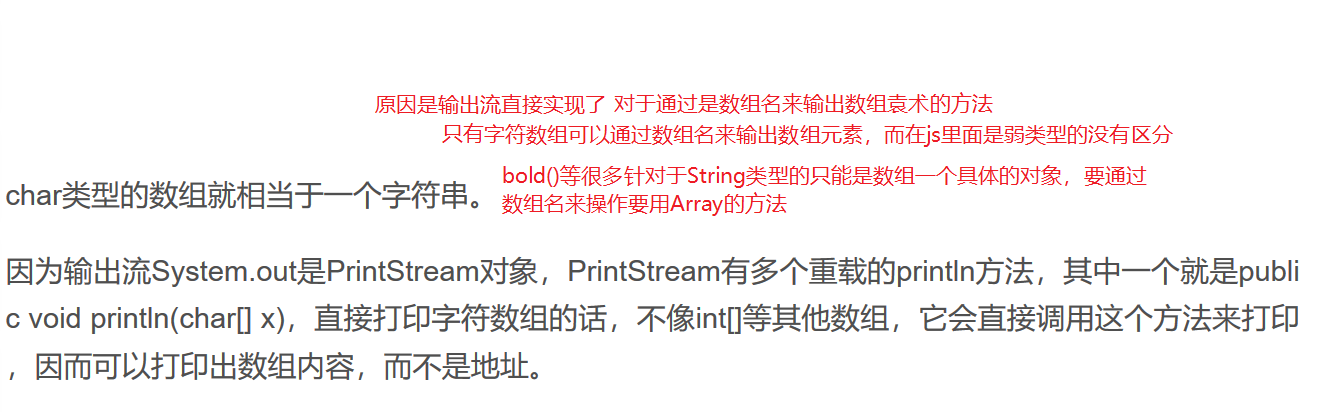 原因是输出流直接实现了 对于通过是数组名来输出数组袁术的方法
只有字符数组可以通过数组名来输出数组元素，而在js里面是弱类型的没有区分
bold()等很多针对于String类型的只能是数组一个具体的对象，要通过
数组名来操作要用Array的方法
char类型的数组就相当于一个字符串。
因为输出流System.out是PrintStream对象，PrintStream有多个重载的println方法，其中一个就是publi
c void println(char[] x)，直接打印字符数组的话，不像int[]等其他数组，它会直接调用这个方法来打印
，因而可以打印出数组内容，而不是地址。